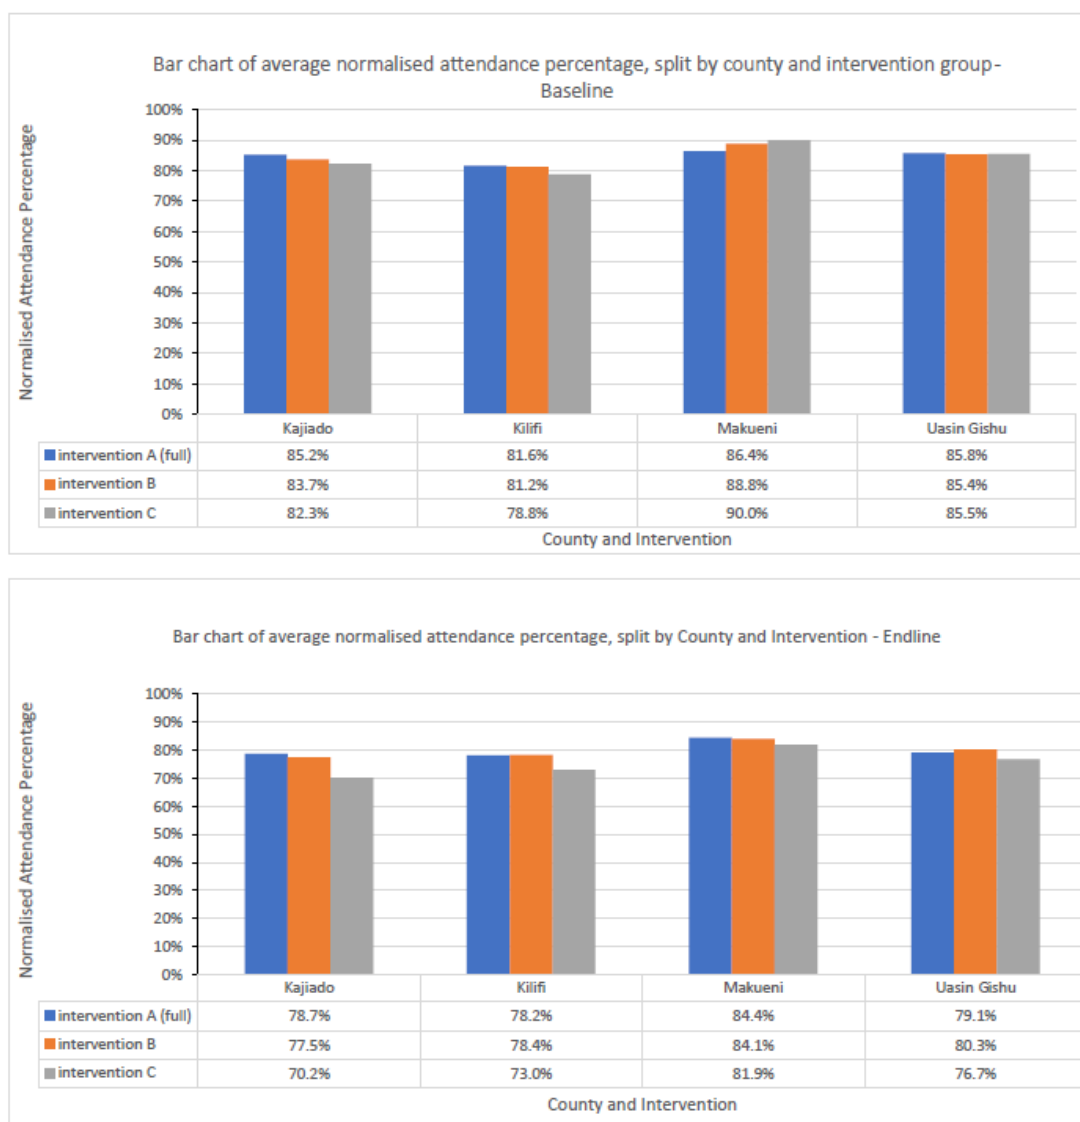 Bar chart of average normalised attendance percentage, split by county and intervention group-
Baseline
Normalised Attendance Percentage
100%
90%
80%
70%
60%
50%
40%
30%
20%
10%
0%
Kajiado Kilifi Makueni Uasin Gishu
intervention A (full) 85.2% 81.6% 86.4% 85.8%
intervention B 83.7% 81.2% 88.8% 85.4%
intervention C 82.3% 78.8% 90.0% 85.5%
County and Intervention
Bar chart of average normalised attendance percentage, split by County and Intervention - Endline
Normalised Attendance Percentage
100%
90%
80%
70%
60%
50%
40%
30%
20%
10%
0%
Kajiado Kilifi Makueni Uasin Gishu
intervention A (full) 78.7% 78.2% 84.4% 79.1%
intervention B 77.5% 78.4% 84.1% 80.3%
intervention C 70.2% 73.0% 81.9% 76.7%
County and Intervention